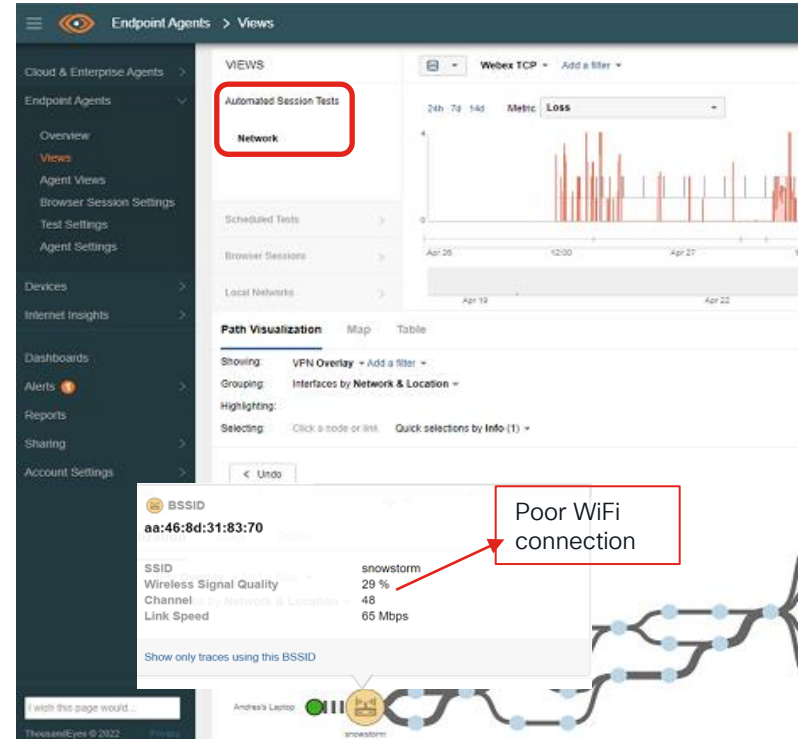 Endpoint Agents > Views
Cloud & Enterprise Agents >
Endpoint Agents
Overview
Views
Agent Views
Browser Session Settings
Test Settings
Agent Settings
Devices >
Internet Insights >
Dashboards
Alerts 1 >
Reports
Sharing >
Account Settings >
VIEWS
Automated Session Tests
Network
Scheduled Tests >
Browser Sessions >
Local Networks >
Webex TCP Add a filter
24h 7d 14d Metric Loss
4
0
Apr 26 12:00 Apr 27
Apr 19 Apr 22
Path Visualization Map Table
Showing: VPN Overlay Add a filter
Grouping: Interfaces by Network & Location
Highlighting:
Selecting: Click a node or link Quick selections by Info (1)
< Undo
BSSID
aa:46:8d:31:83:70
SSID snowstorm
Wireless Signal Quality 29 %
Channel 48
Link Speed 65 Mbps
Show only traces using this BSSID
Poor WiFi
connection
Andrea's Laptop
snowstorm
I wish this page would...
ThousandEyes © 2022 Privacy